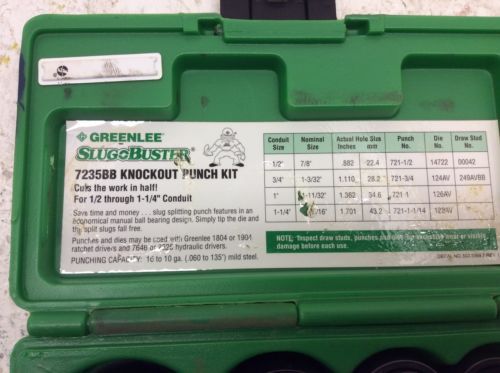 GREENLEE
SLUG-BUSTER
7235BB KNOCKOUT PUNCH KIT
Cuts the work in half!
For 1/2 through 1-1/4" Conduit
Save time and money . . . slug splitting punch features in an
economical manual ball bearing design. Simply tip the die and
the split slugs fall free.
Punches and dies may be used with Greenlee 1804 or 1904
ratchet drivers and 7646 or hydraulic drivers.
PUNCHING CAPACITY: 16 to 10 ga. (.060 to .135") mild steel.
Conduit Size Nominal Size Actual Hole Size Inches mm Punch No. Die No. Draw Stud No.
1/2" 7/8" .882 22.4 721-1/2 14722 00042
3/4" 1-3/32" 1.110 28.2 721-3/4 124AV 249AVBB
1" 1-11/32" 1.362 34.6 721-1 126AV
1-1/4" /16" 1.701 43.2 721-1-1/14
NOTE: Inspect draw studs, punches, and dies for excessive wear or visible
damage before each use.